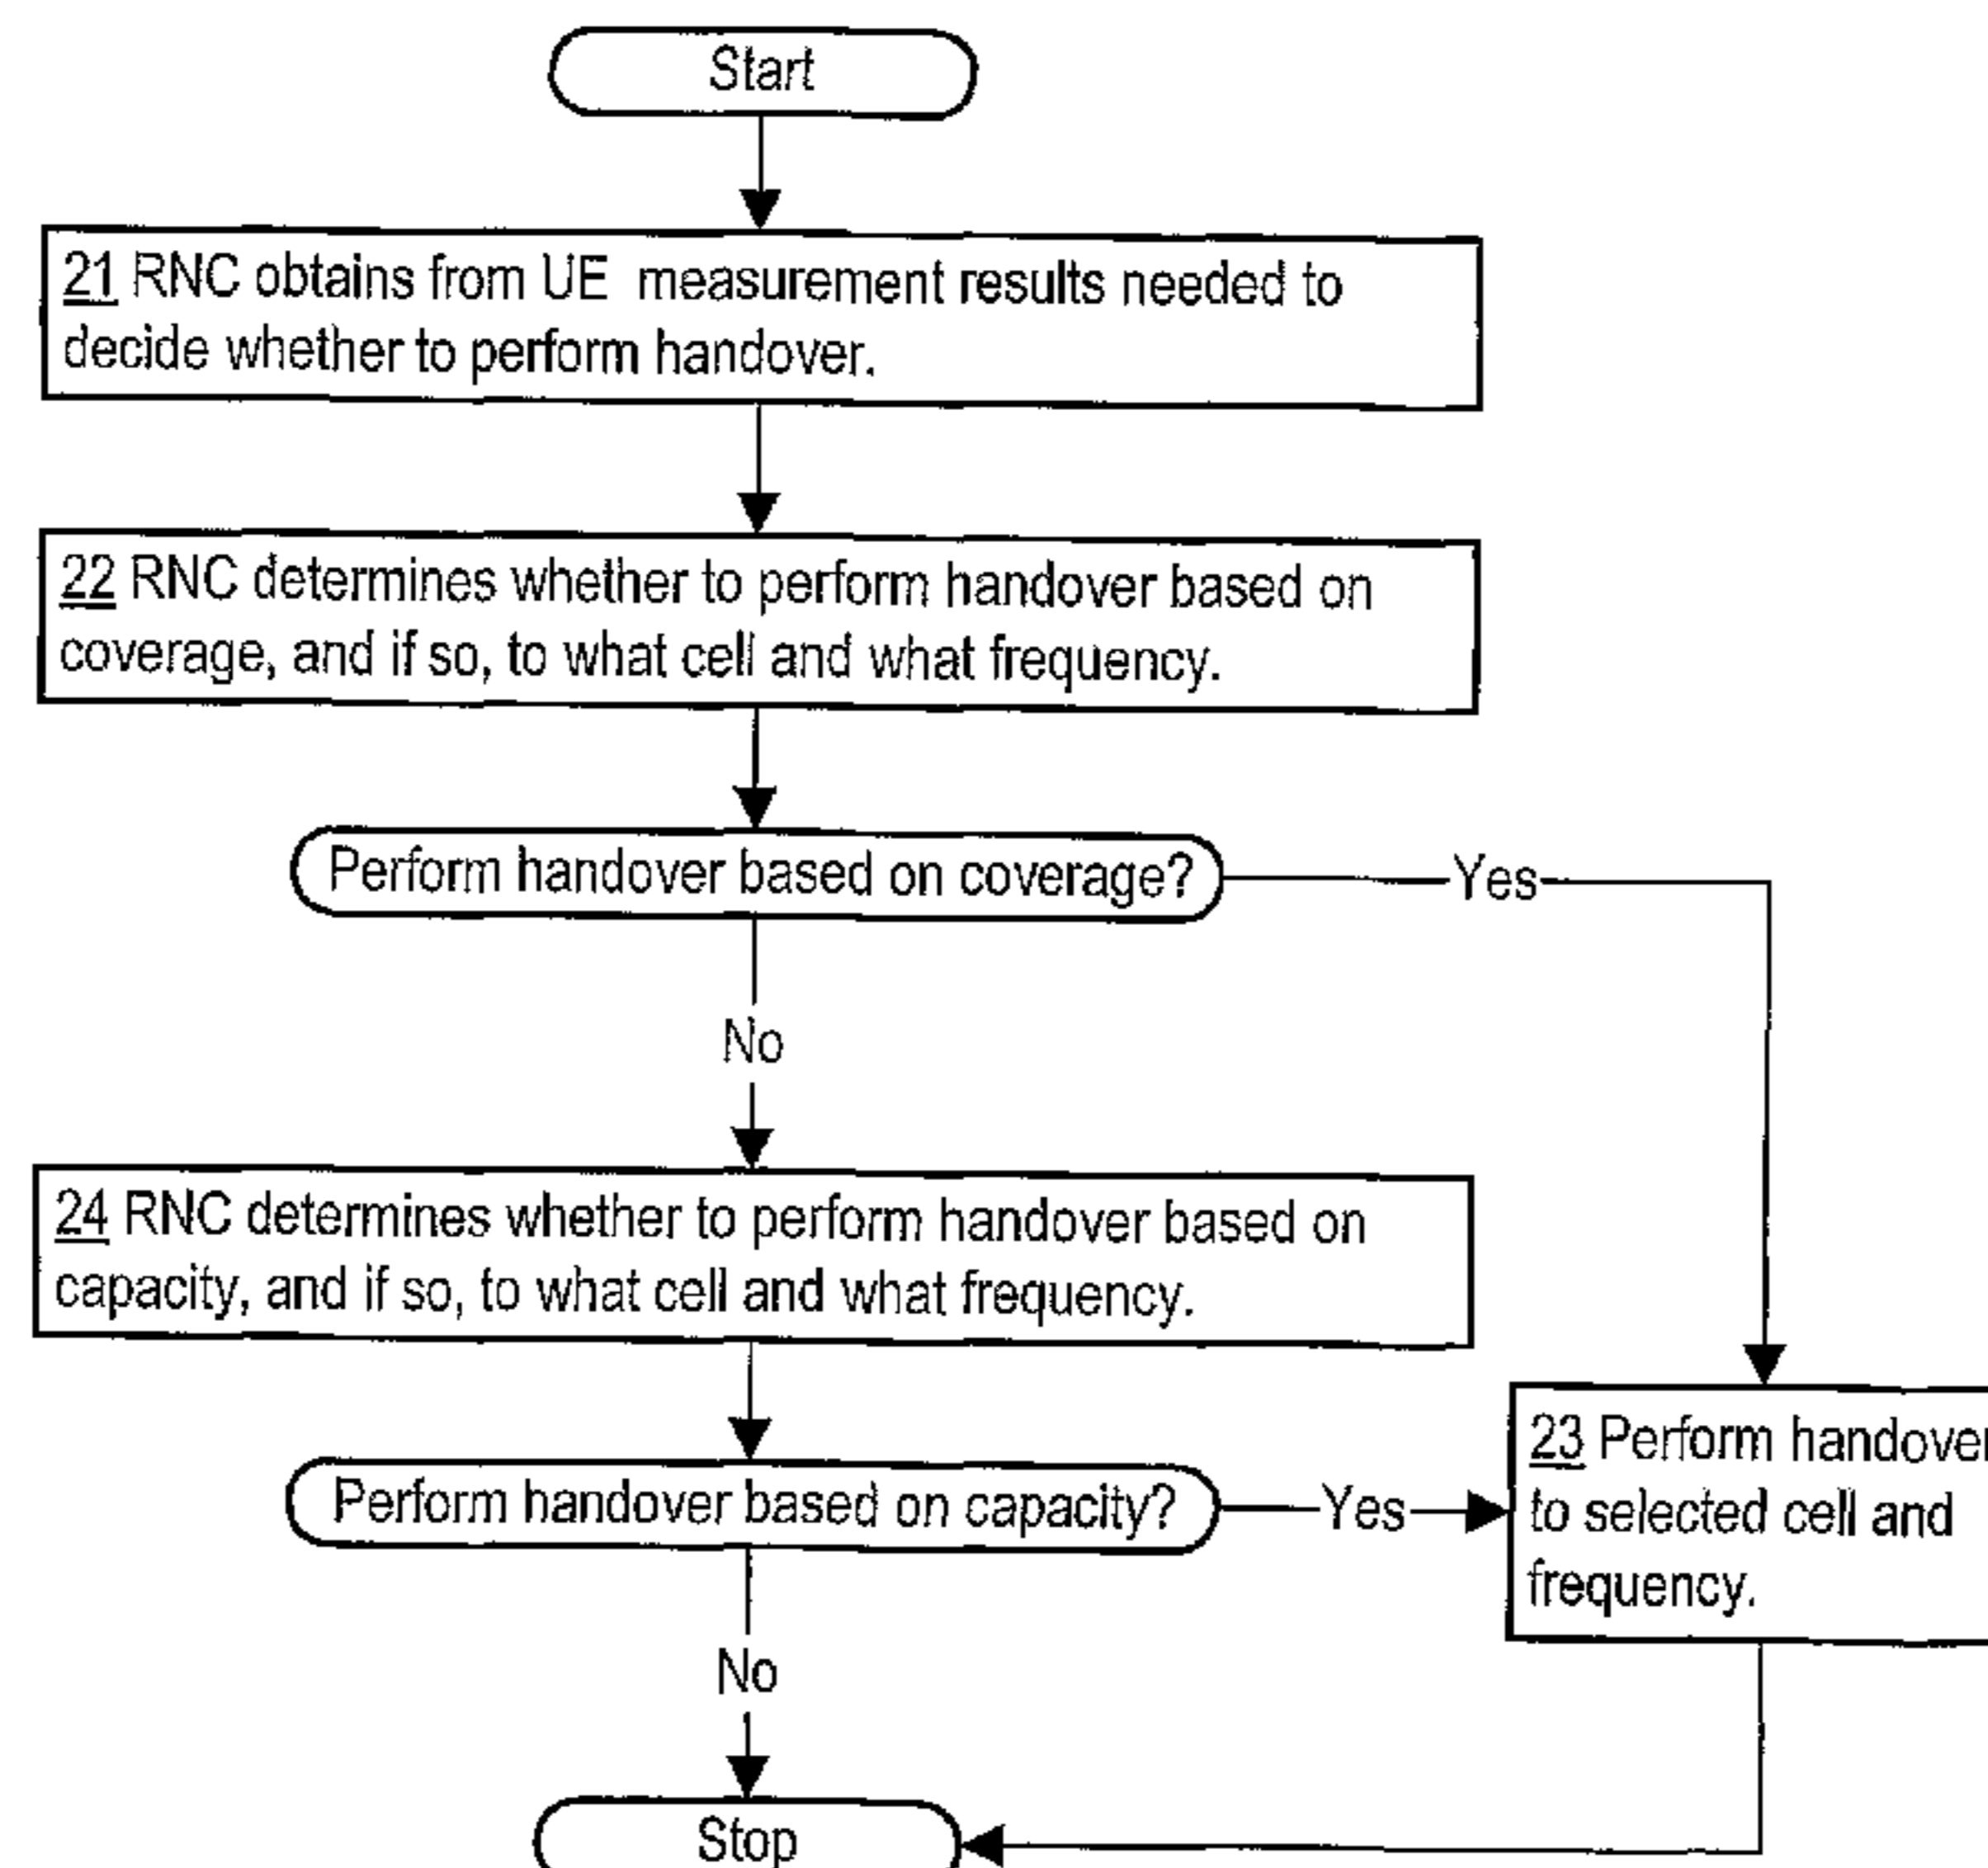 Start
21 RNC obtains from UE measurement results needed to
decide whether to perform handover.
22 RNC determines whether to perform handover based on
coverage, and if so, to what cell and what frequency.
Perform handover based on coverage?
Yes
No
24 RNC determines whether to perform handover based on
capacity, and if so, to what cell and what frequency.
23 Perform handover
to selected cell and
frequency.
Perform handover based on capacity?
Yes
No
Stop